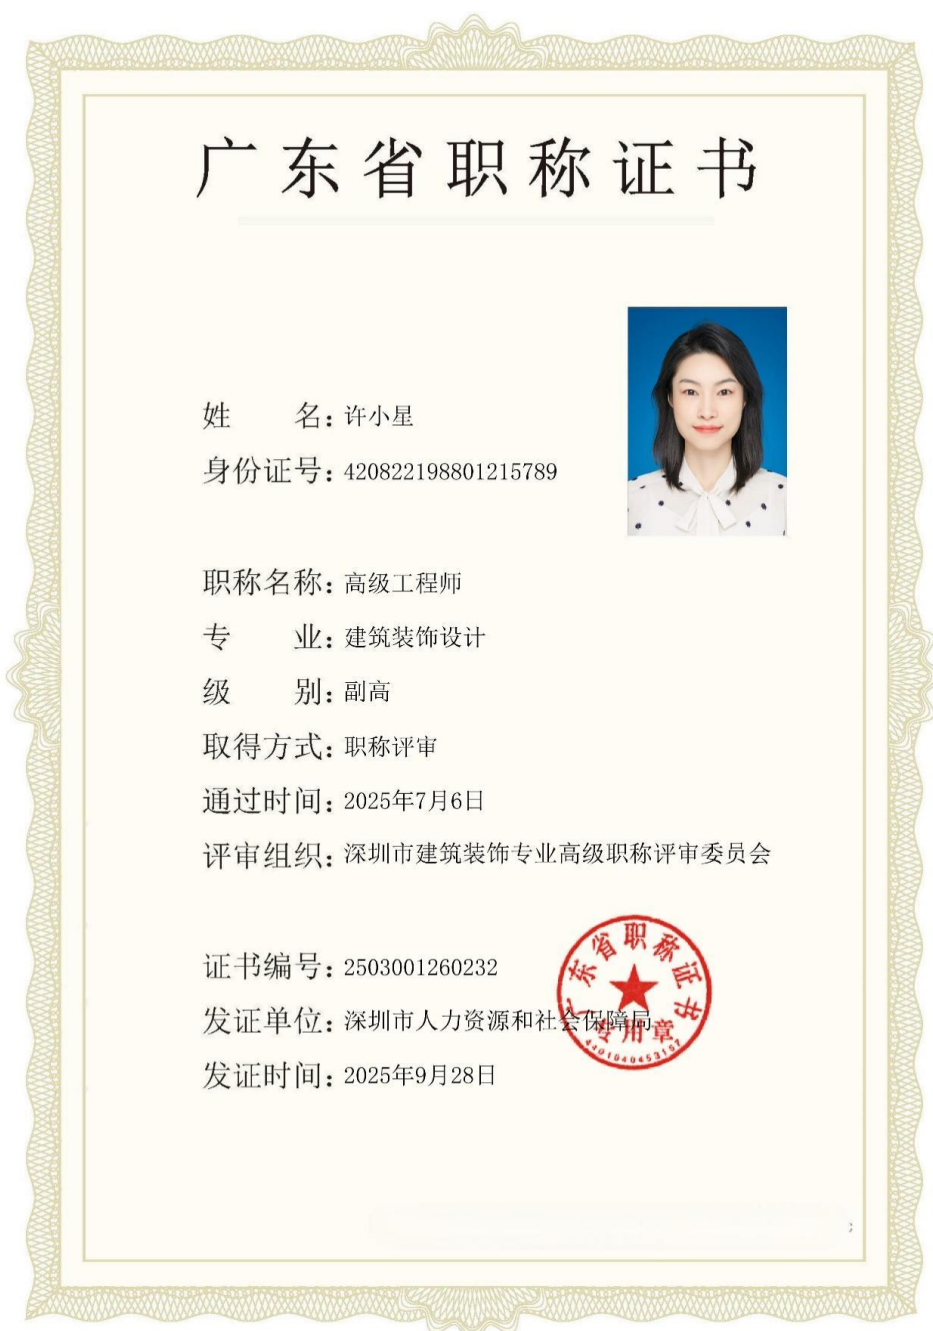 广东省职称证书
姓 名：许小星
身份证号：420822198801215789
职称名称：高级工程师
专 业：建筑装饰设计
级 别：副高
取得方式：职称评审
通过时间：2025年7月6日
评审组织：深圳市建筑装饰专业高级职称评审委员会
证书编号：2503001260232
发证单位：深圳市人力资源和社会保障局
发证时间：2025年9月28日
广东省职称证书
专用章
4401040453157